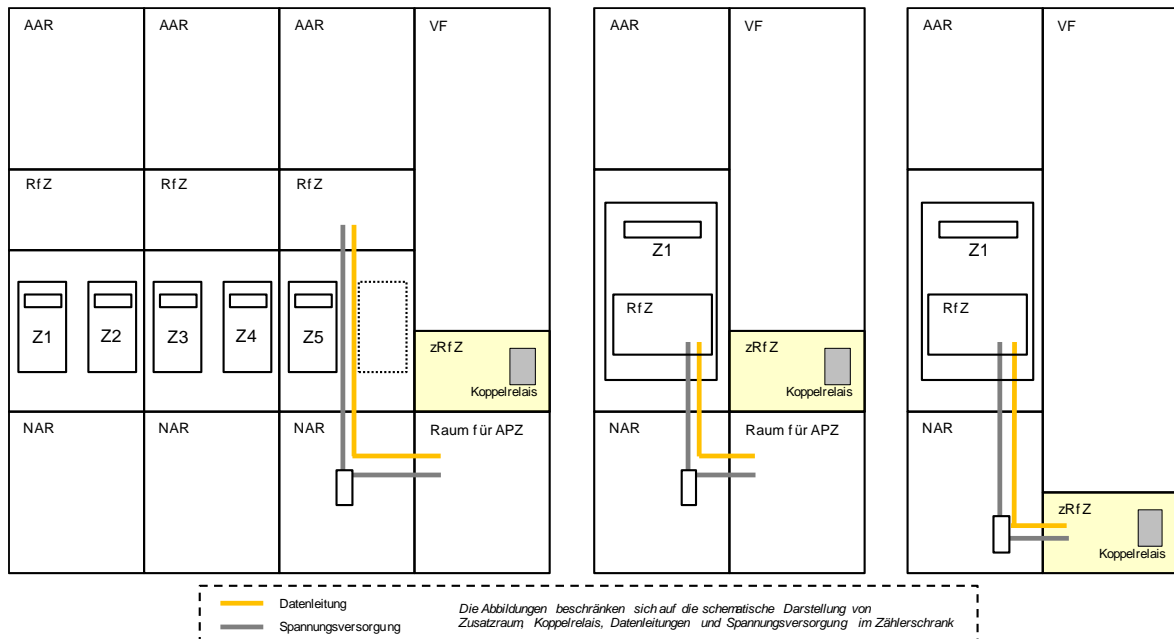 AAR
AAR
AAR
VF
RfZ
RfZ
RfZ
Z1
Z2
Z3
Z4
Z5
zRfZ
Koppelrelais
NAR
NAR
NAR
Raum für APZ
AAR
VF
Z1
RfZ
zRfZ
Koppelrelais
NAR
Raum für APZ
AAR
VF
Z1
RfZ
NAR
zRfZ
Koppelrelais
Datenleitung
Spannungsversorgung
Die Abbildungen beschränken sich auf die schematische Darstellung von
Zusatzraum, Koppelrelais, Datenleitungen und Spannungsversorgung im Zählerschrank